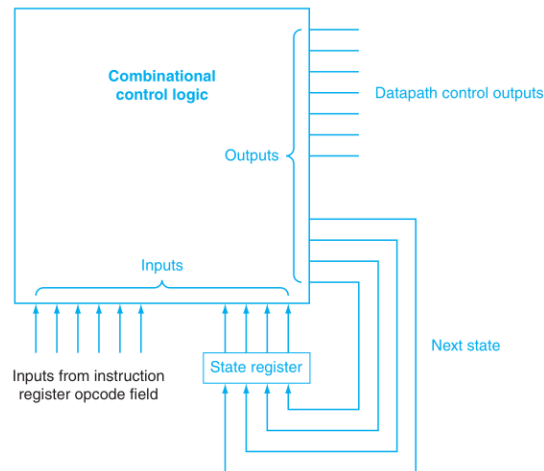 Combinational
control logic
Datapath control outputs
Outputs
Inputs
Next state
State register
Inputs from instruction
register opcode field